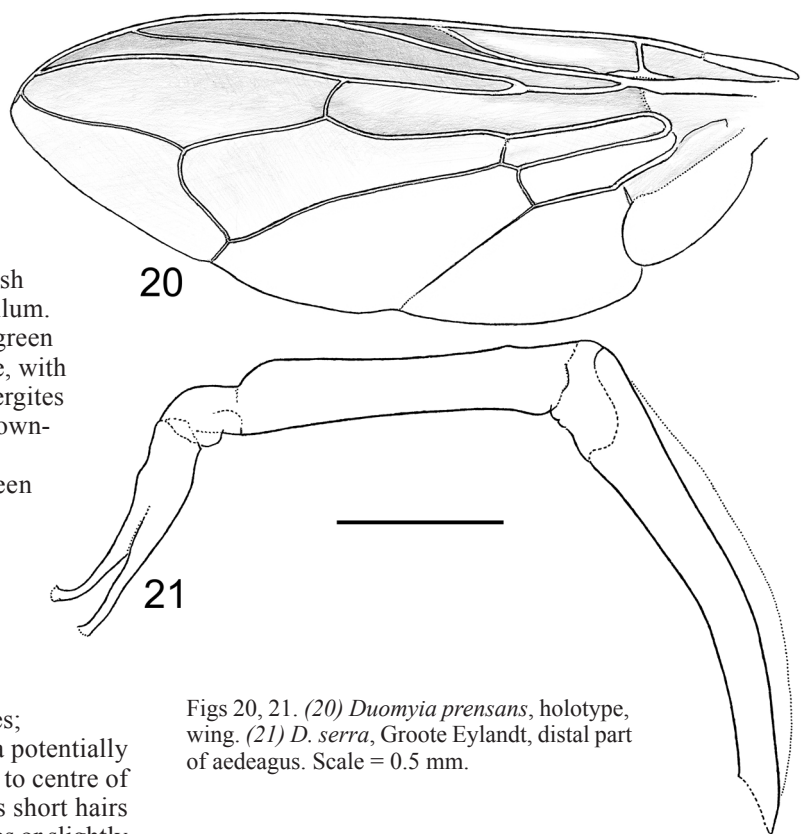 20
sh
lum.
green
e, with
ergites
own-
een
21
es;
a potentially
to centre of
s short hairs
Figs 20, 21. (20) Duomyia prensans, holotype,
wing. (21) D. serra, Groote Eylandt, distal part
of aedeagus. Scale = 0.5 mm.